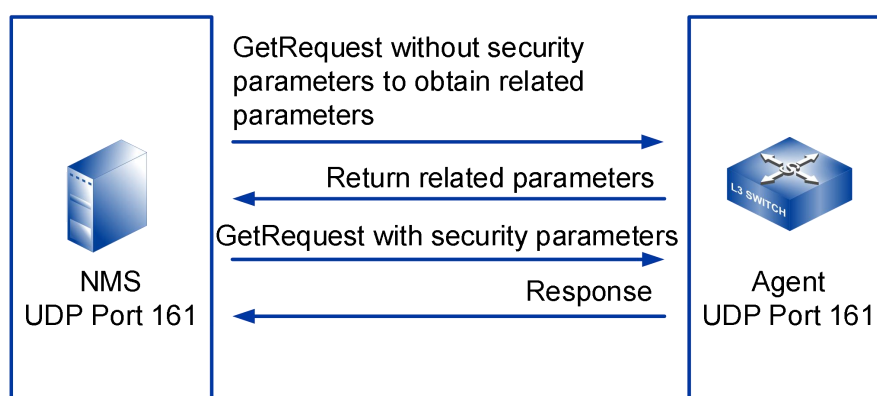 GetRequest without security
parameters to obtain related
parameters
Return related parameters
L3 SWITCH
GetRequest with security parameters
NMS
UDP Port 161
Response
Agent
UDP Port 161